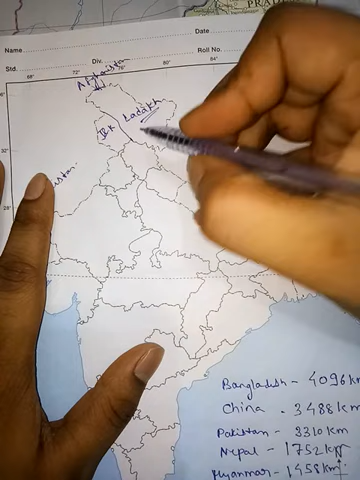 PRADE
Name
Date
Std.
Div.
Roll No.
68°
72°
76°
80°
84°
Afghanistan
Ladakh
J&K
32°
28°
Bangladesh - 4096 km
China - 3488 km
Pakistan - 3310 km
Nepal - 1752 km
Myanmar - 1458 km